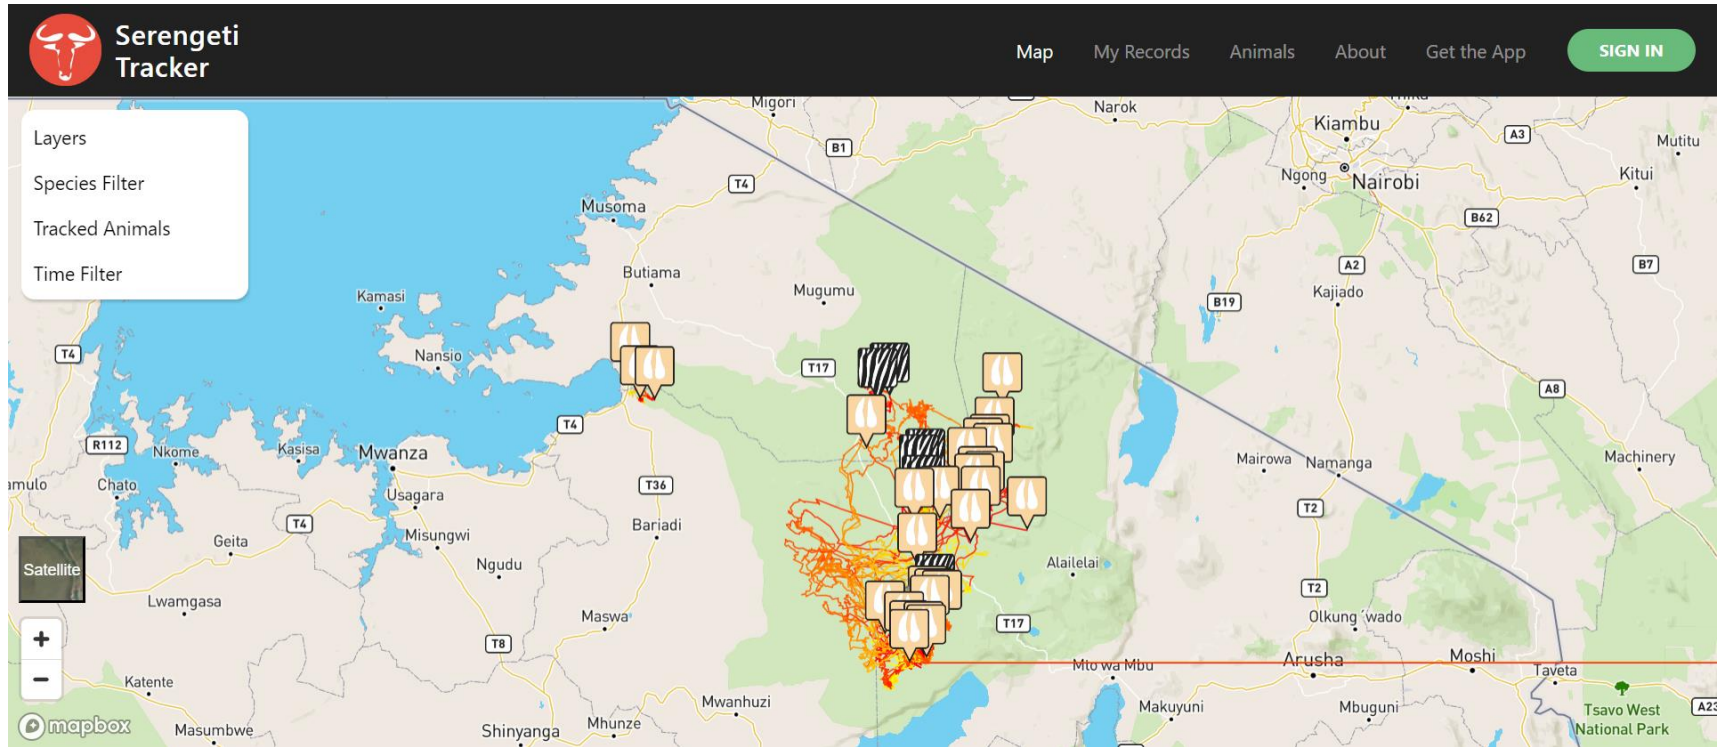 Serengeti
Tracker
Map
My Records
Animals
About
Get the App
SIGN IN
Layers
Species Filter
Tracked Animals
Time Filter
Migori
Narok
Kiambu
A3
Mutitu
B1
T4
Ngong
Nairobi
Kitui
Musoma
B62
Butiama
A2
B7
Kamasi
Mugumu
B19
Kajiado
T4
Nansio
T17
A8
R112
Nkome
Kasisa
Mwanza
T4
Mairowa
Namanga
Machinery
Chato
Usagara
T36
T2
T4
Bariadi
Geita
Misungwi
Satellite
Ngudu
Alailelai
T2
Lwamgasa
Maswa
T17
Olkung 'wado
+
T8
Mto wa Mbu
Arusha
Moshi
Taveta
−
Katente
Mwanhuzi
Makuyuni
Mbuguni
Tsavo West
National Park
A23
mapbox
Masumbwe
Shinyanga
Mhunze